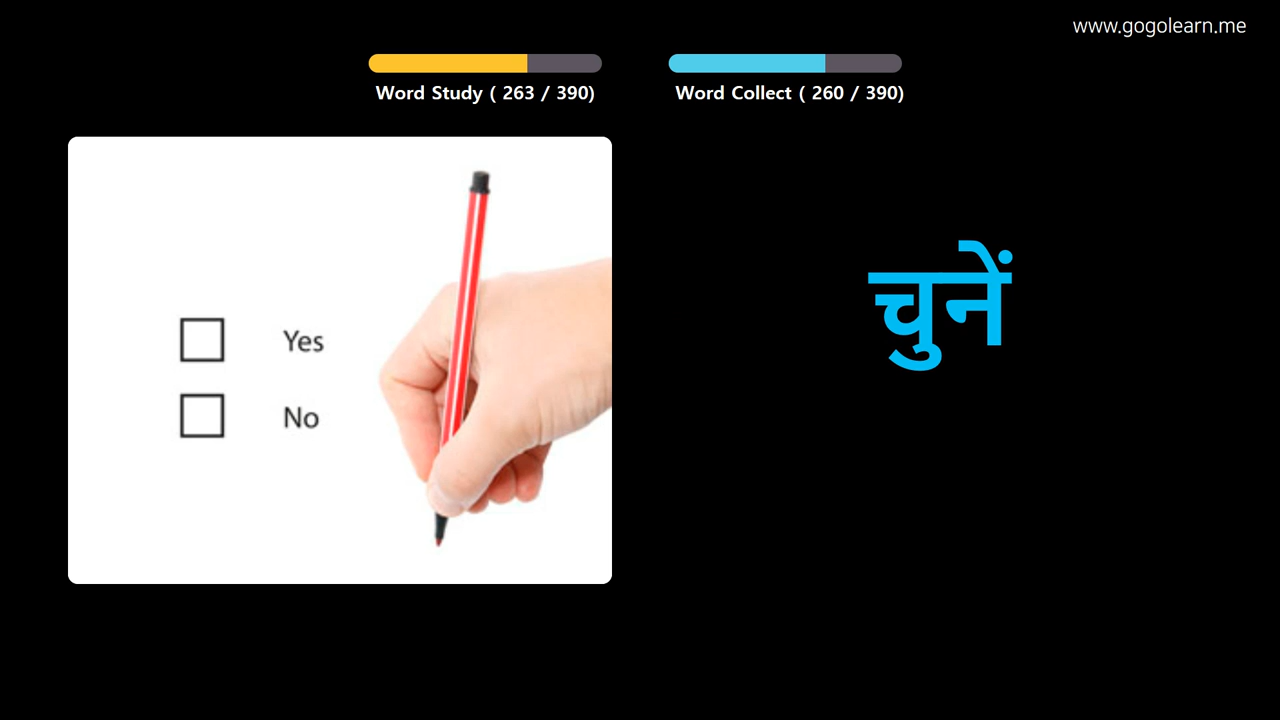 www.gogolearn.me
Word Study ( 263 / 390)
Word Collect ( 260 / 390)
Yes
No
चुनें